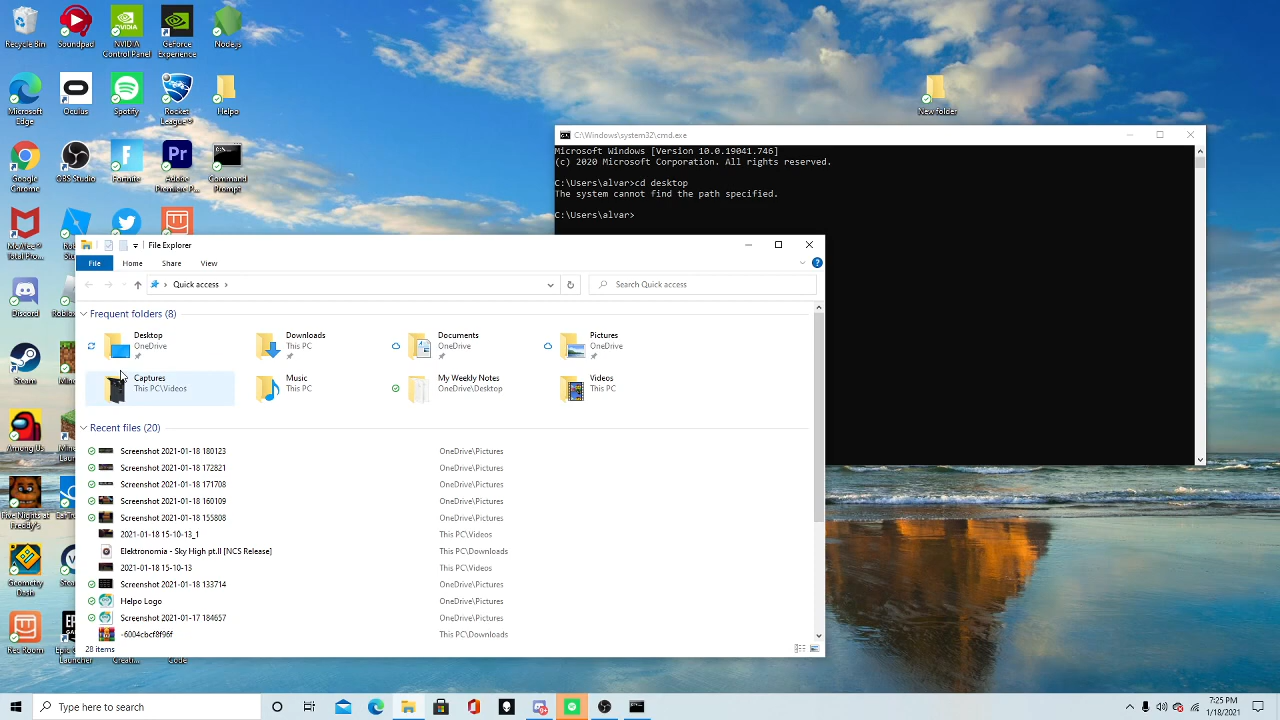 Recycle Bin
Soundpad
NVIDIA Control Panel
GeForce Experience
Node.js
Microsoft Edge
Oculus
Spotify
Rocket League®
Helpo
New folder
Google Chrome
OBS Studio
Fortnite
Adobe Premiere P...
Command Prompt
McAfee® Total Pro...
Discord
Steam
Among Us
Five Nights at Freddy's
Geometry Dash
Rec Room
Epic Games Launcher
Code
C:\Windows\system32\cmd.exe
Microsoft Windows [Version 10.0.19041.746]
(c) 2020 Microsoft Corporation. All rights reserved.
C:\Users\alvar>cd desktop
The system cannot find the path specified.
C:\Users\alvar>
File Explorer
File Home Share View
Quick access
Search Quick access
Frequent folders (8)
Desktop
OneDrive
Downloads
This PC
Documents
OneDrive
Pictures
OneDrive
Captures
This PC\Videos
Music
This PC
My Weekly Notes
OneDrive\Desktop
Videos
This PC
Recent files (20)
Screenshot 2021-01-18 180123 OneDrive\Pictures
Screenshot 2021-01-18 172821 OneDrive\Pictures
Screenshot 2021-01-18 171708 OneDrive\Pictures
Screenshot 2021-01-18 160109 OneDrive\Pictures
Screenshot 2021-01-18 155808 OneDrive\Pictures
2021-01-18 15-10-13_1 This PC\Videos
Elektronomia - Sky High pt.II [NCS Release] This PC\Downloads
2021-01-18 15-10-13 This PC\Videos
Screenshot 2021-01-18 133714 OneDrive\Pictures
Helpo Logo OneDrive\Pictures
Screenshot 2021-01-17 184657 OneDrive\Pictures
-6004cbcf8f96f This PC\Downloads
28 items
Type here to search
7:25 PM
1/18/2021